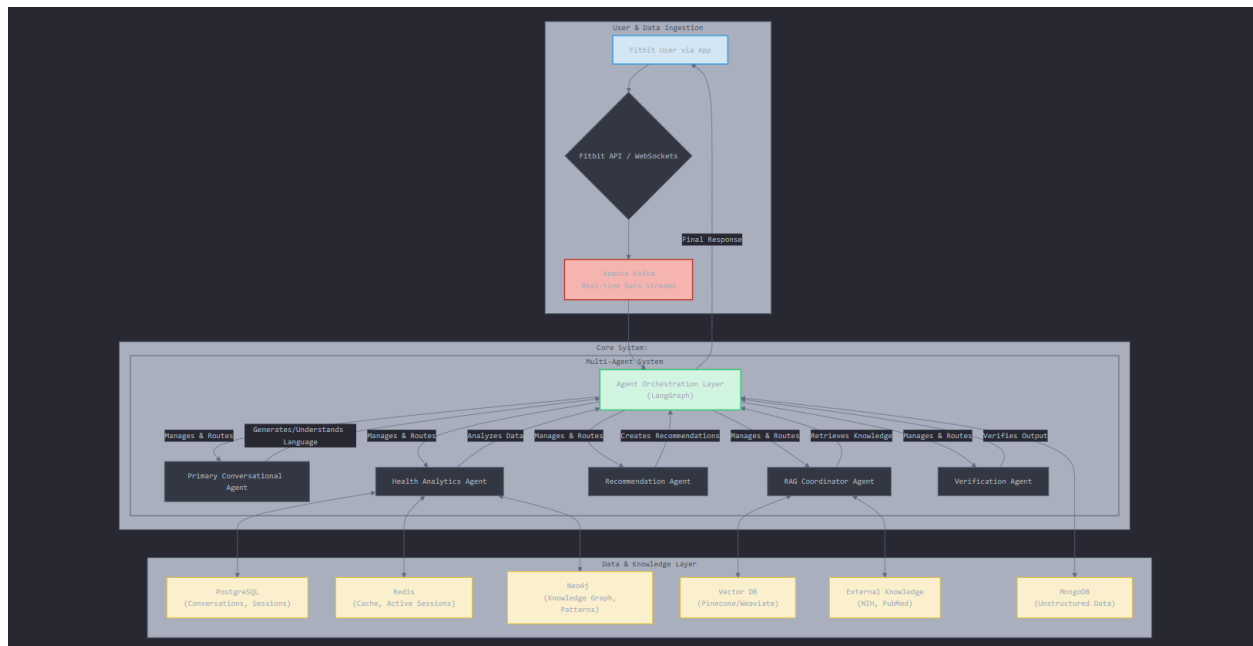 User & Data Ingestion
Fitbit User via App
Fitbit API / WebSockets
Final Response
Apache Kafka
Real-time Data Streams
Core System:
Multi-Agent System
Agent Orchestration Layer
(LangGraph)
Manages & Routes
Generates/Understands
Language
Manages & Routes
Analyzes Data
Manages & Routes
Creates Recommendations
Manages & Routes
Retrieves Knowledge
Manages & Routes
Verifies Output
Primary Conversational
Agent
Health Analytics Agent
Recommendation Agent
RAG Coordinator Agent
Verification Agent
Data & Knowledge Layer
PostgreSQL
(Conversations, Sessions)
Redis
(Cache, Active Sessions)
Neo4j
(Knowledge Graph,
Patterns)
Vector DB
(Pinecone/Weaviate)
External Knowledge
(NIH, PubMed)
MongoDB
(Unstructured Data)